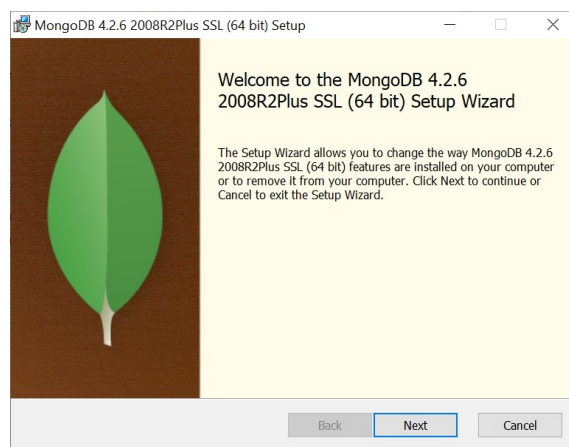 MongoDB 4.2.6 2008R2Plus SSL (64 bit) Setup
Welcome to the MongoDB 4.2.6
2008R2Plus SSL (64 bit) Setup Wizard
The Setup Wizard allows you to change the way MongoDB 4.2.6
2008R2Plus SSL (64 bit) features are installed on your computer
or to remove it from your computer. Click Next to continue or
Cancel to exit the Setup Wizard.
Back Next Cancel